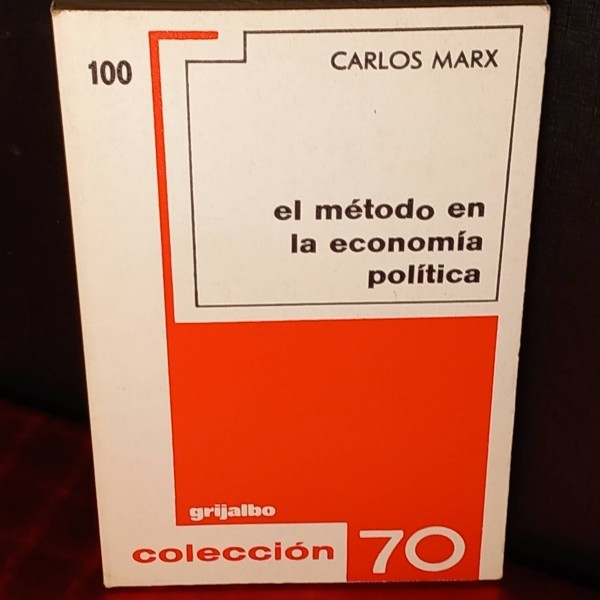 100
CARLOS MARX
el método en
la economía
política
grijalbo
colección 70